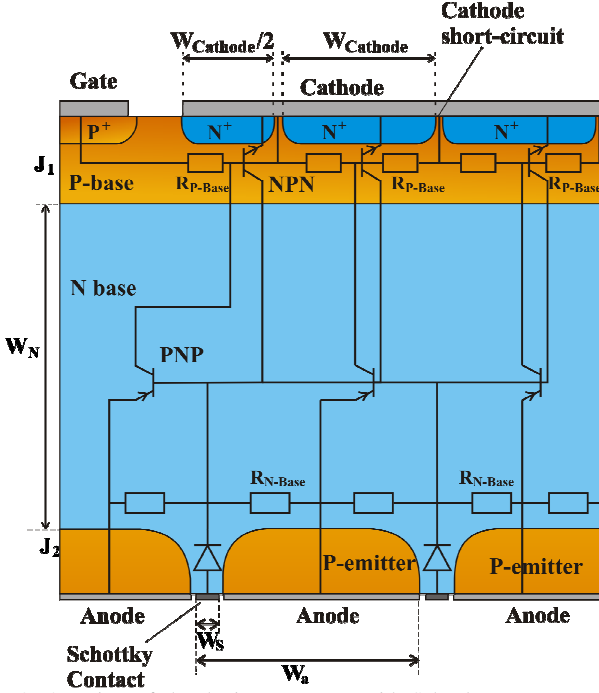 Cathode
short-circuit
W_Cathode/2
W_Cathode
Gate
Cathode
P⁺
N⁺
N⁺
N⁺
J₁
R_P-Base
NPN
R_P-Base
R_P-Base
P-base
N base
W_N
PNP
R_N-Base
R_N-Base
J₂
P-emitter
P-emitter
Anode
Anode
Anode
W_S
Schottky
Contact
W_a